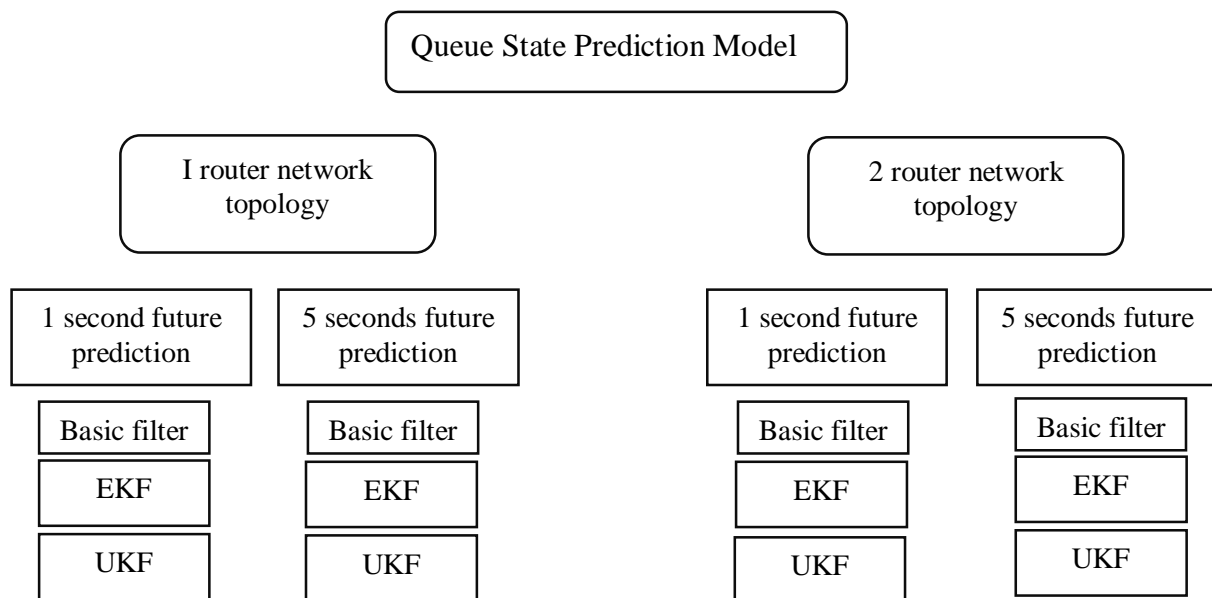 Queue State Prediction Model
I router network
topology
2 router network
topology
1 second future
prediction
5 seconds future
prediction
1 second future
prediction
5 seconds future
prediction
Basic filter
Basic filter
Basic filter
Basic filter
EKF
EKF
EKF
EKF
UKF
UKF
UKF
UKF